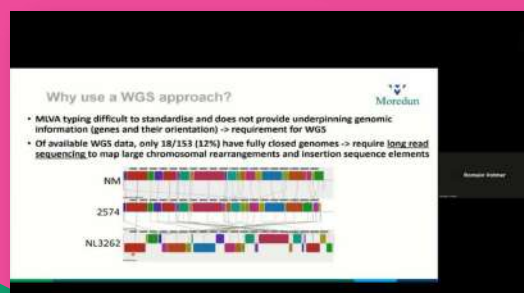 Why use a WGS approach?
Moredun
• MLVA typing difficult to standardise and does not provide underpinning genomic
information (genes and their orientation) -> requirement for WGS
• Of available WGS data, only 18/153 (12%) have fully closed genomes -> require long read
sequencing to map large chromosomal rearrangements and insertion sequence elements
NM
2574
NL3262